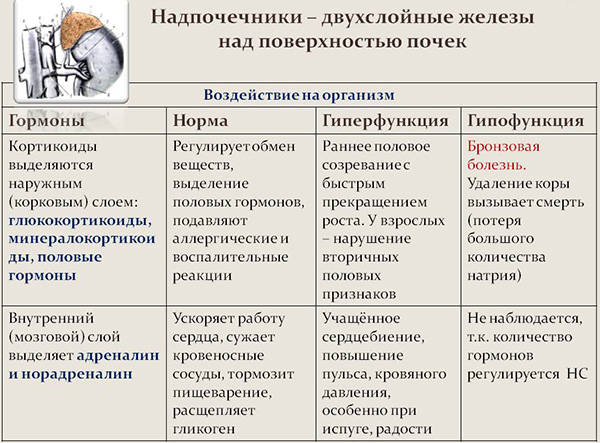 Надпочечники – двухслойные железы
над поверхностью почек
Воздействие на организм
Гормоны
Норма
Гиперфункция
Гипофункция
Кортикоиды
выделяются
наружным
(корковым) слоем:
глюкокортикоиды,
минералокортикои
ды, половые
гормоны
Регулирует обмен
веществ,
выделение
половых гормонов,
подавляют
аллергические и
воспалительные
реакции
Раннее половое
созревание с
быстрым
прекращением
роста. У взрослых
– нарушение
вторичных
половых
признаков
Бронзовая
болезнь.
Удаление коры
вызывает смерть
(потеря
большого
количества
натрия)
Внутренний
(мозговой) слой
выделяет адреналин
и норадреналин
Ускоряет работу
сердца, сужает
кровеносные
сосуды, тормозит
пищеварение,
расщепляет
гликоген
Учащённое
сердцебиение,
повышение
пульса, кровяного
давления,
особенно при
испуге, радости
Не наблюдается,
т.к. количество
гормонов
регулируется НС